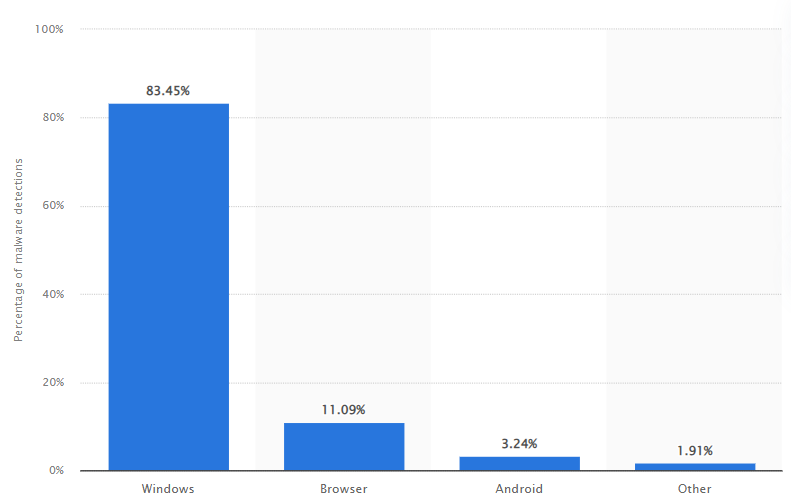 Percentage of malware detections
100%
80%
60%
40%
20%
0%
83.45%
11.09%
3.24%
1.91%
Windows
Browser
Android
Other